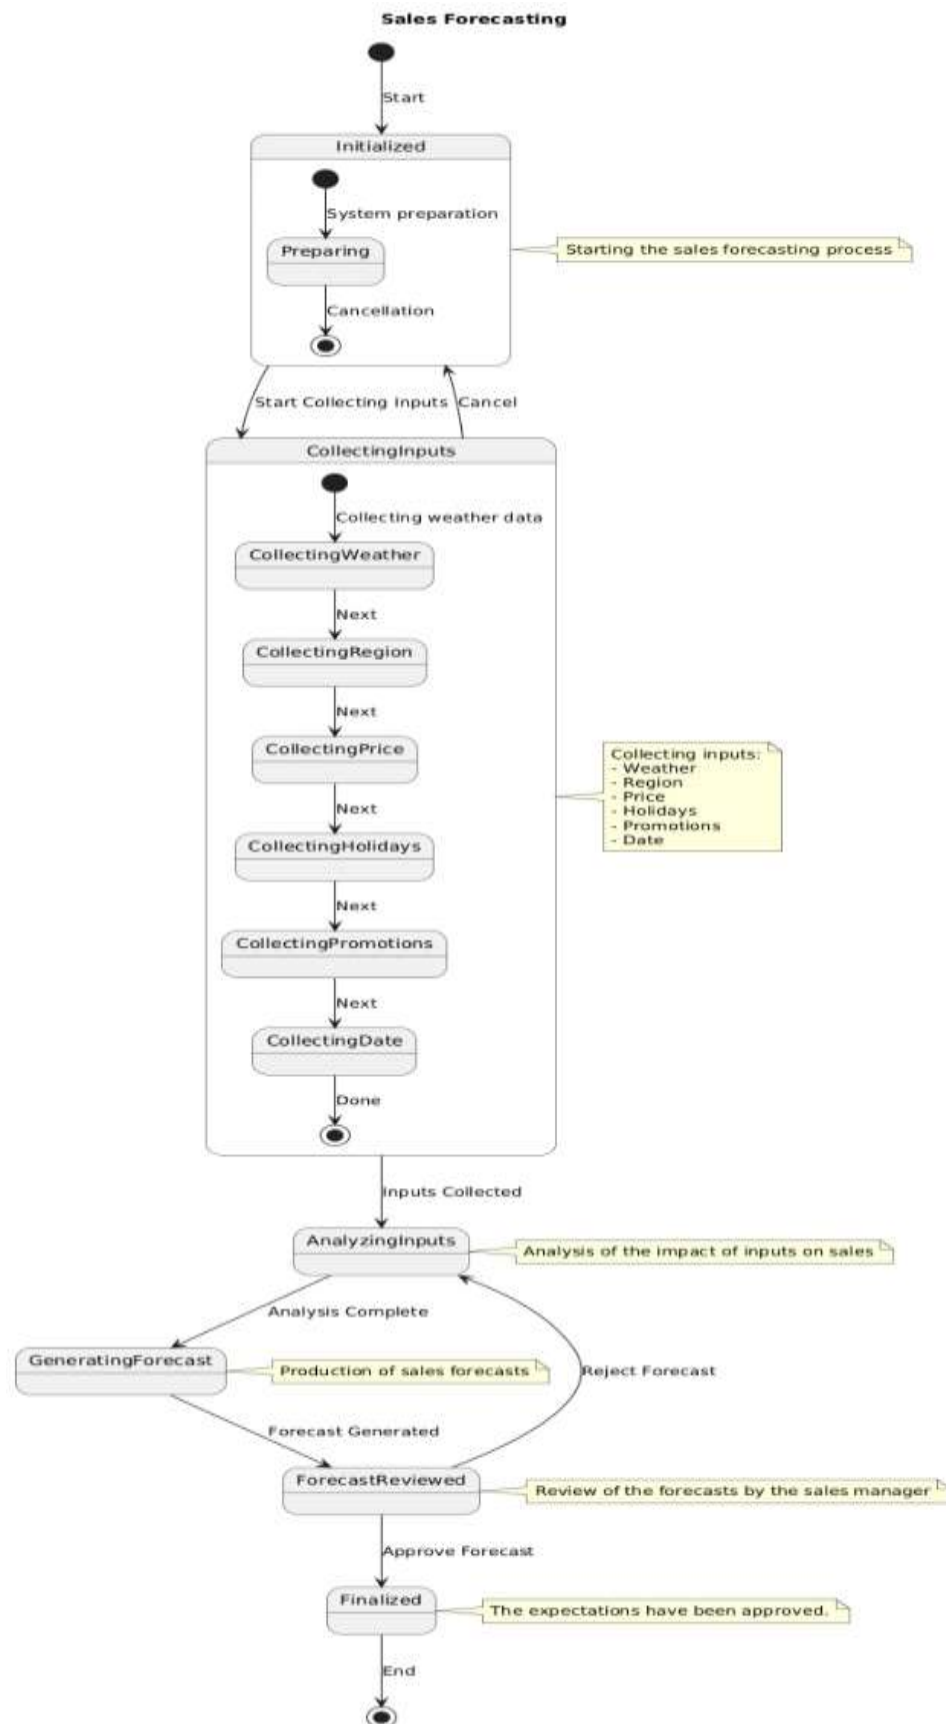 Sales Forecasting
Start
Initialized
System preparation
Preparing
Starting the sales forecasting process
Cancellation
Start Collecting Inputs
Cancel
CollectingInputs
Collecting weather data
CollectingWeather
Next
CollectingRegion
Next
CollectingPrice
Collecting inputs:
- Weather
- Region
- Price
- Holidays
- Promotions
- Date
Next
CollectingHolidays
Next
CollectingPromotions
Next
CollectingDate
Done
Inputs Collected
AnalyzingInputs
Analysis of the impact of inputs on sales
Analysis Complete
GeneratingForecast
Production of sales forecasts
Reject Forecast
Forecast Generated
ForecastReviewed
Review of the forecasts by the sales manager
Approve Forecast
Finalized
The expectations have been approved.
End